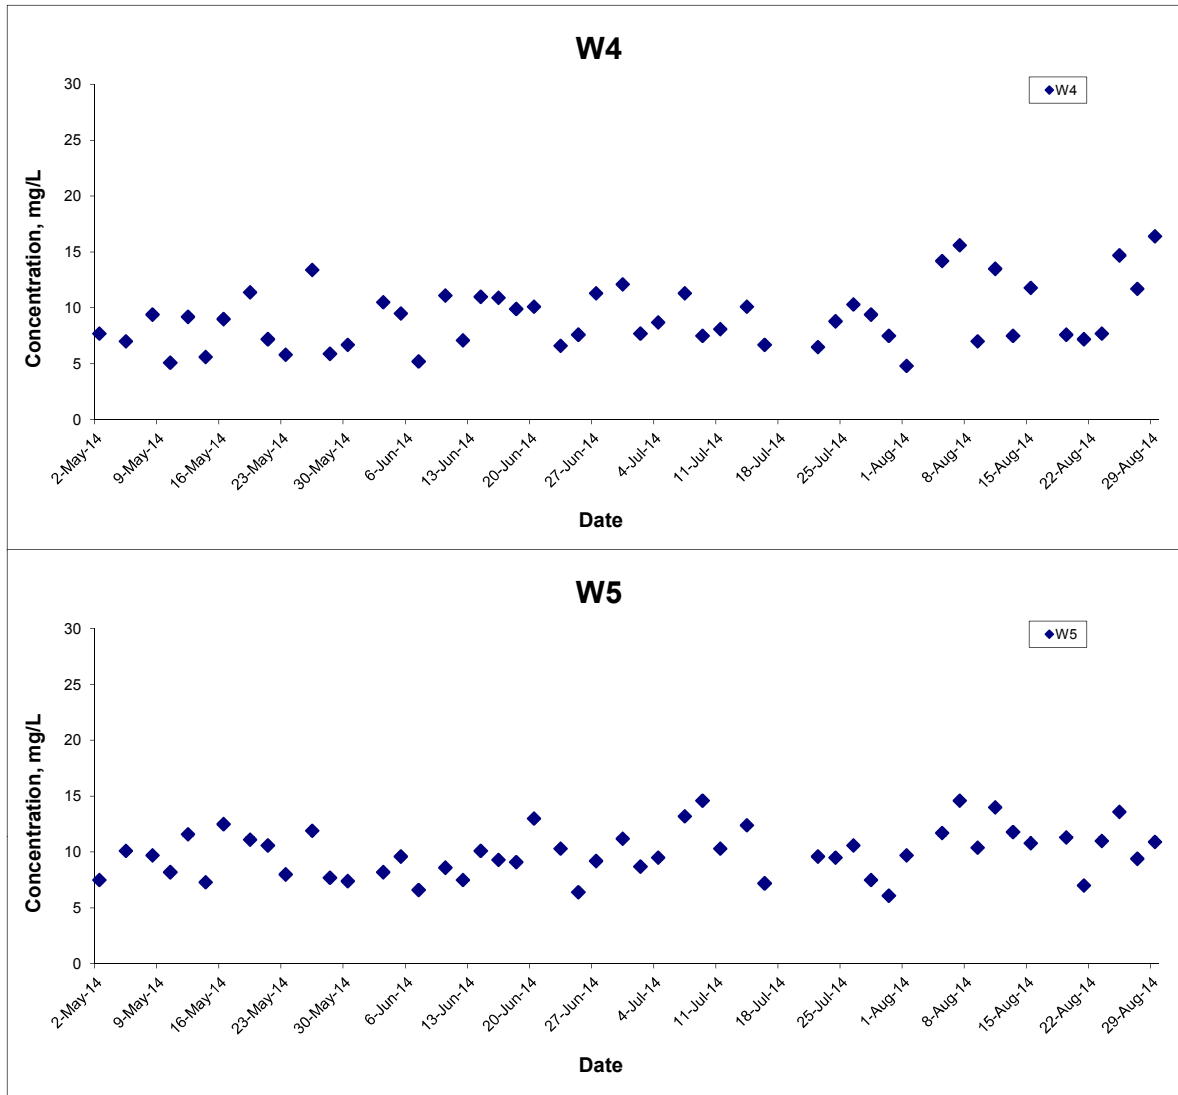 W4
W4
30
25
20
15
10
5
0
Concentration, mg/L
2-May-14 9-May-14 16-May-14 23-May-14 30-May-14 6-Jun-14 13-Jun-14 20-Jun-14 27-Jun-14 4-Jul-14 11-Jul-14 18-Jul-14 25-Jul-14 1-Aug-14 8-Aug-14 15-Aug-14 22-Aug-14 29-Aug-14
Date
W5
W5
30
25
20
15
10
5
0
Concentration, mg/L
2-May-14 9-May-14 16-May-14 23-May-14 30-May-14 6-Jun-14 13-Jun-14 20-Jun-14 27-Jun-14 4-Jul-14 11-Jul-14 18-Jul-14 25-Jul-14 1-Aug-14 8-Aug-14 15-Aug-14 22-Aug-14 29-Aug-14
Date